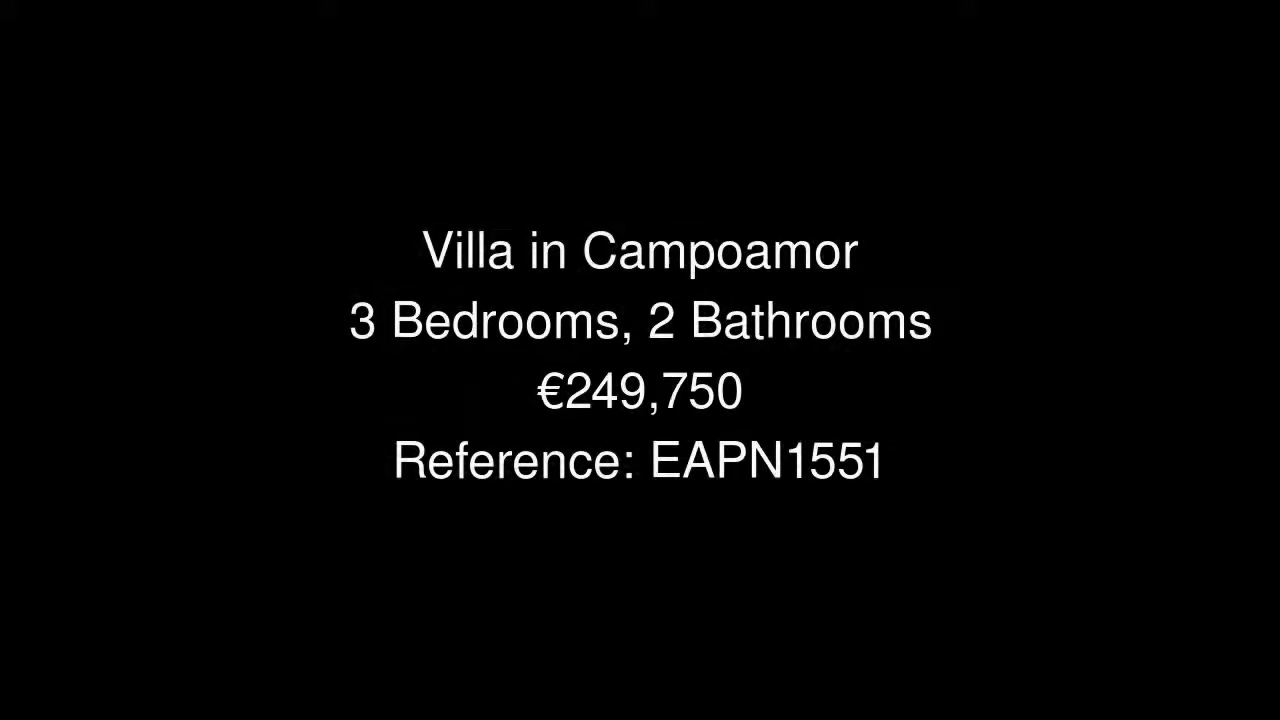 Villa in Campoamor
3 Bedrooms, 2 Bathrooms
€249,750
Reference: EAPN1551